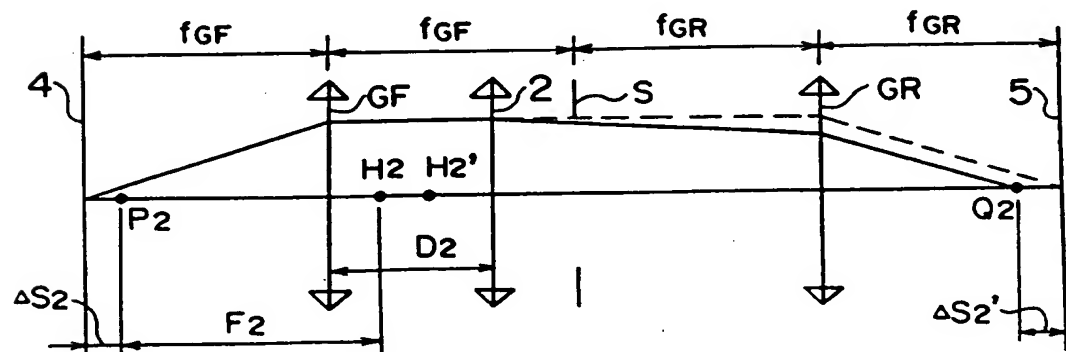 fGF fGF fGR fGR
4 GF 2 S GR 5
H2 H2'
P2 Q2
D2
ΔS2 F2 ΔS2'